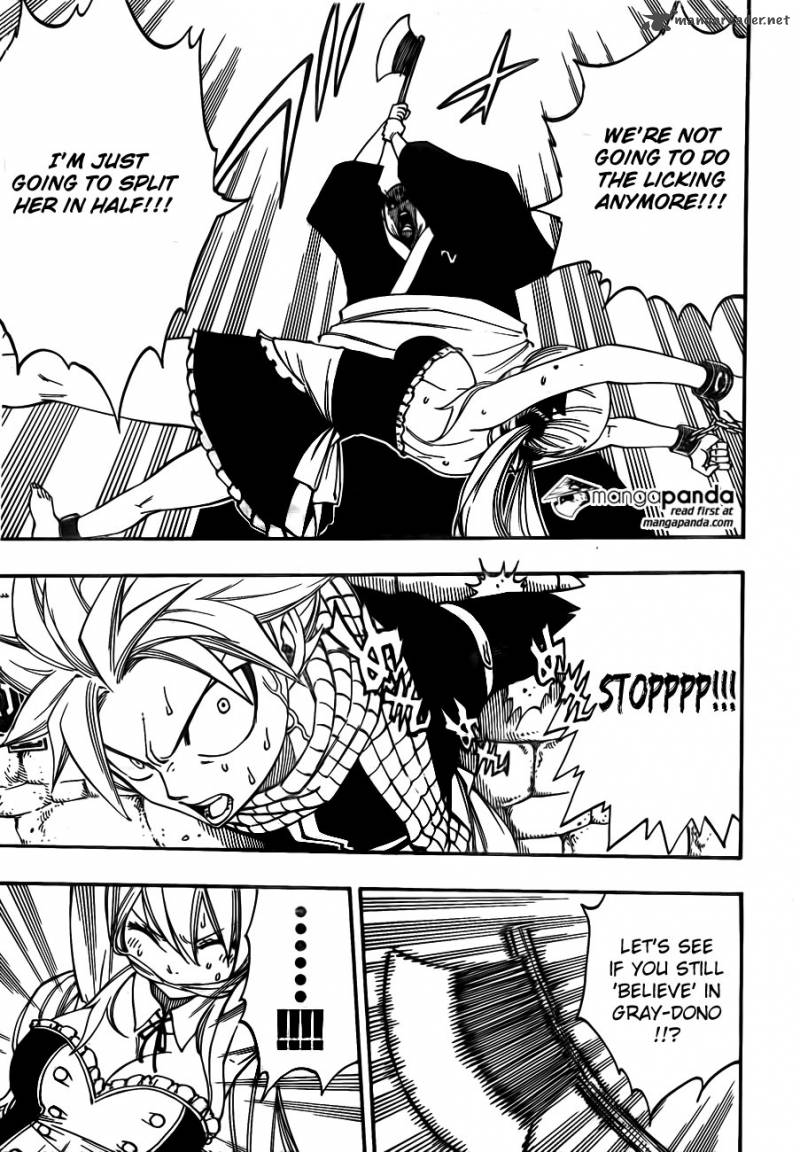 mangareader.net
WE'RE NOT
GOING TO DO
THE LICKING
ANYMORE!!!
I'M JUST
GOING TO SPLIT
HER IN HALF!!!
mangapanda
read first at
mangapanda.com
STOPPPP!!!
LET'S SEE
IF YOU STILL
'BELIEVE' IN
GRAY-DONO
!!?
......!!!!